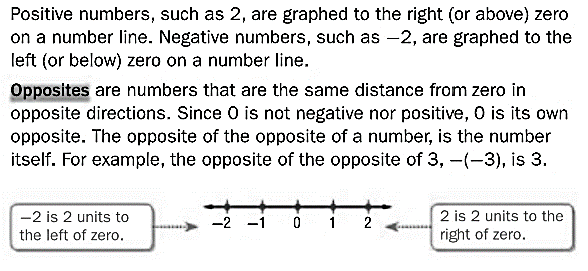 Positive numbers, such as 2, are graphed to the right (or above) zero
on a number line. Negative numbers, such as −2, are graphed to the
left (or below) zero on a number line.
Opposites are numbers that are the same distance from zero in
opposite directions. Since 0 is not negative nor positive, 0 is its own
opposite. The opposite of the opposite of a number, is the number
itself. For example, the opposite of the opposite of 3, −(−3), is 3.
−2 is 2 units to
the left of zero.
−2 −1 0 1 2
2 is 2 units to the
right of zero.